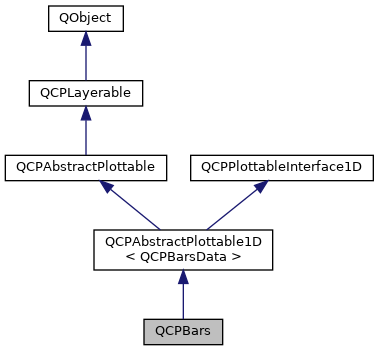 QObject
QCPLayerable
QCPAbstractPlottable
QCPPlottableInterface1D
QCPAbstractPlottable1D
< QCPBarsData >
QCPBars